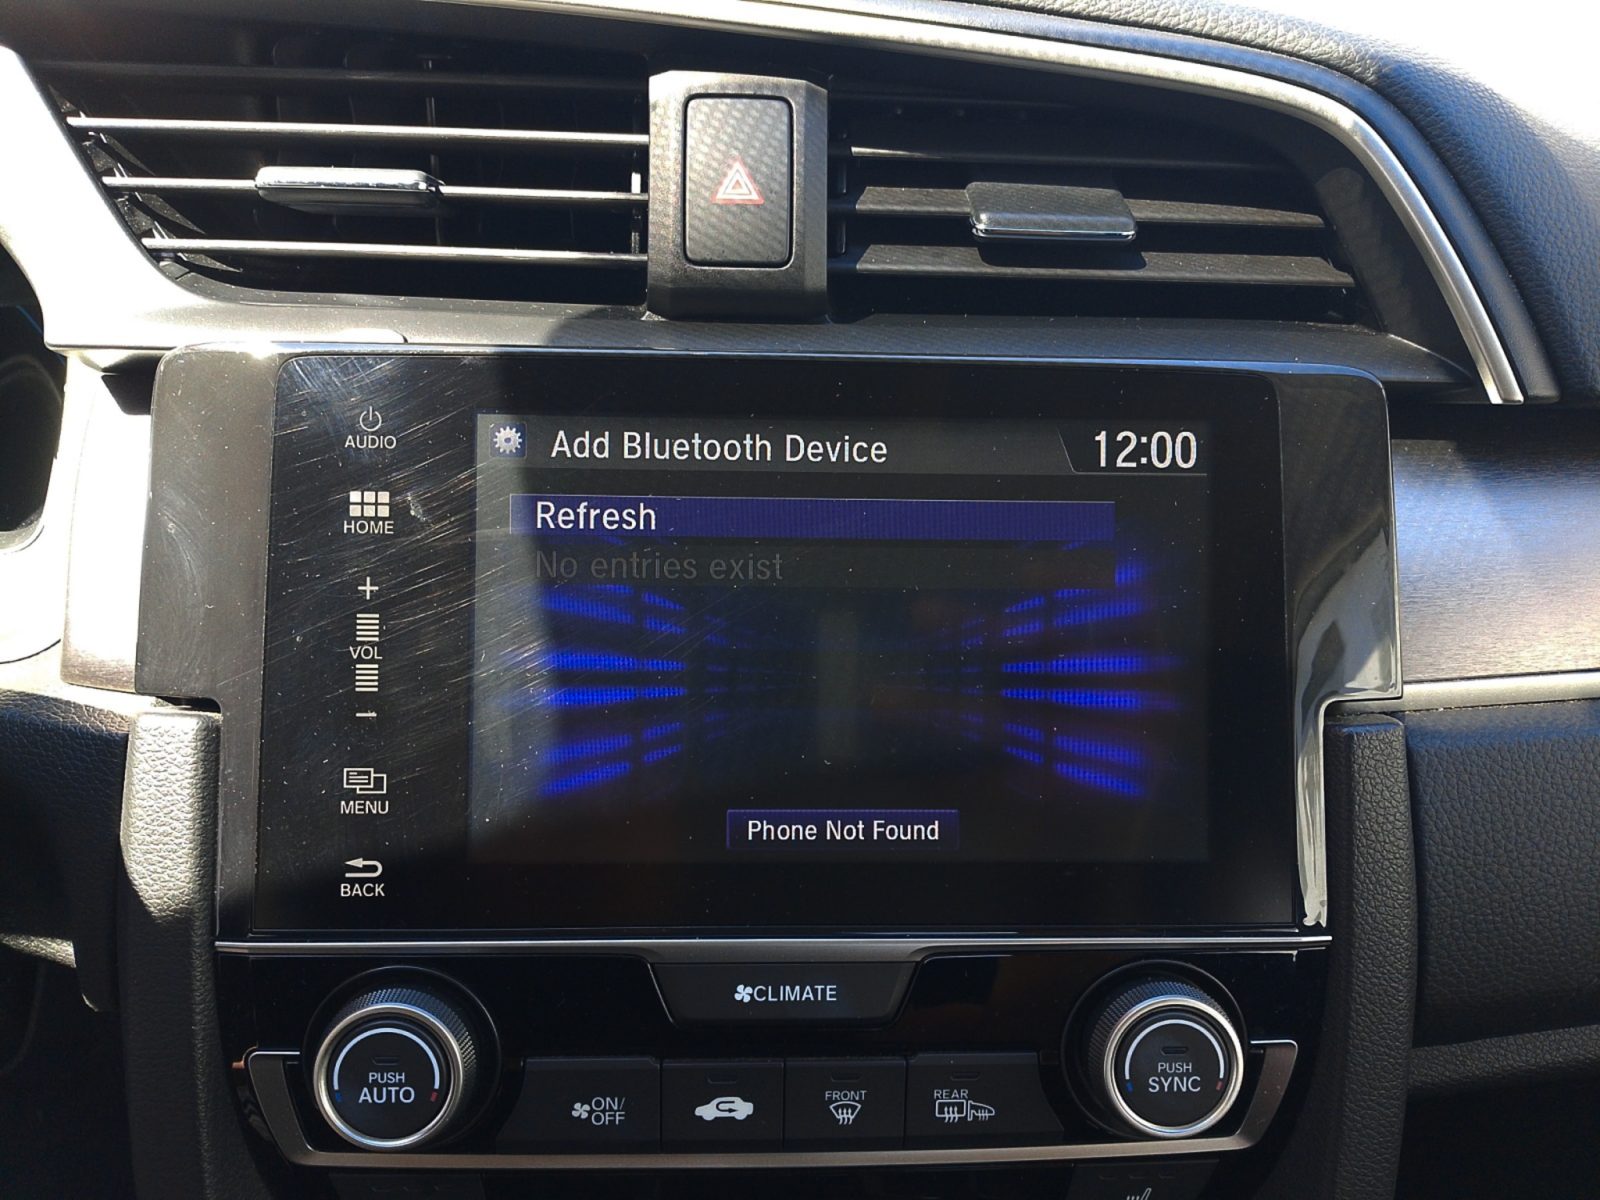 AUDIO
HOME
+
VOL
-
MENU
BACK
Add Bluetooth Device
12:00
Refresh
No entries exist
Phone Not Found
CLIMATE
PUSH
AUTO
ON/
OFF
FRONT
REAR
PUSH
SYNC